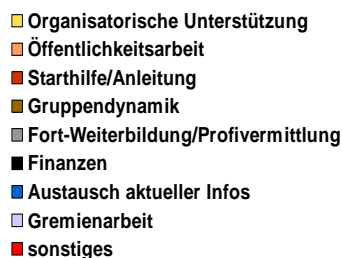 Organisatorische Unterstützung
Öffentlichkeitsarbeit
Starthilfe/Anleitung
Gruppendynamik
Fort-Weiterbildung/Profivermittlung
Finanzen
Austausch aktueller Infos
Gremienarbeit
sonstiges